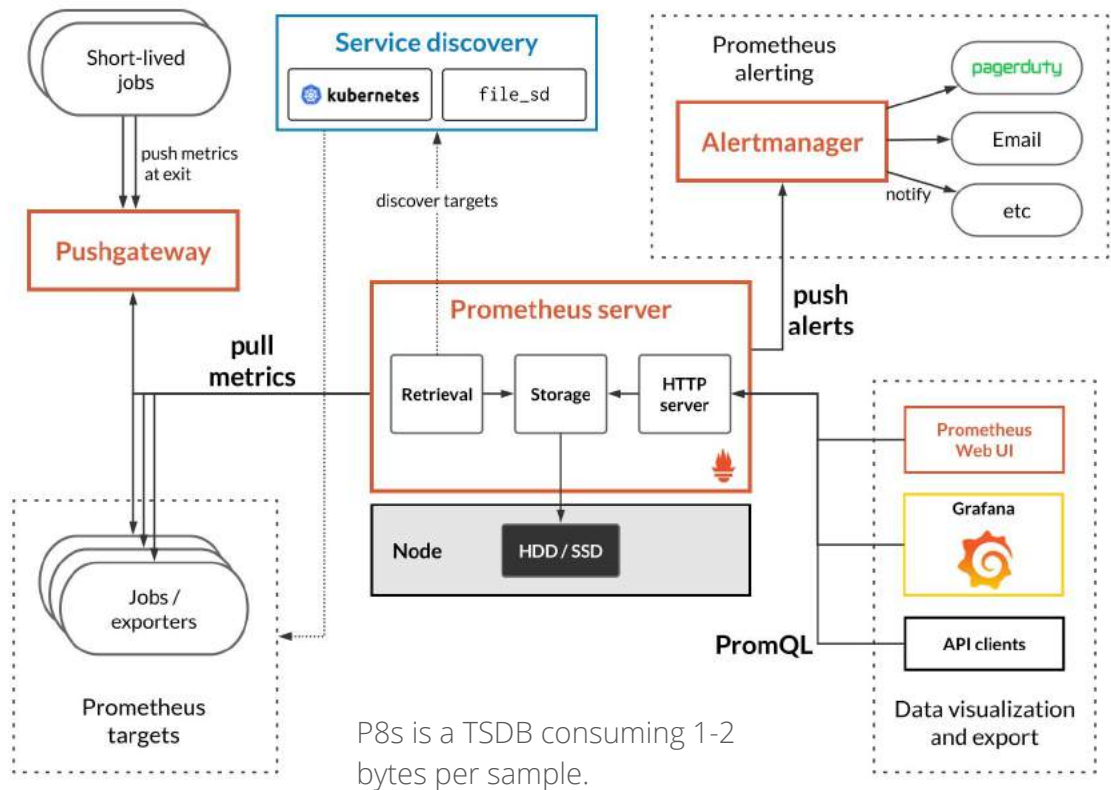 Short-lived
jobs
push metrics
at exit
Pushgateway
Service discovery
kubernetes
file_sd
discover targets
Prometheus
alerting
Alertmanager
pagerduty
Email
etc
notify
pull
metrics
Prometheus server
Retrieval
Storage
HTTP
server
push
alerts
Node
HDD / SSD
Jobs /
exporters
Prometheus
targets
PromQL
Prometheus
Web UI
Grafana
API clients
Data visualization
and export
P8s is a TSDB consuming 1-2
bytes per sample.